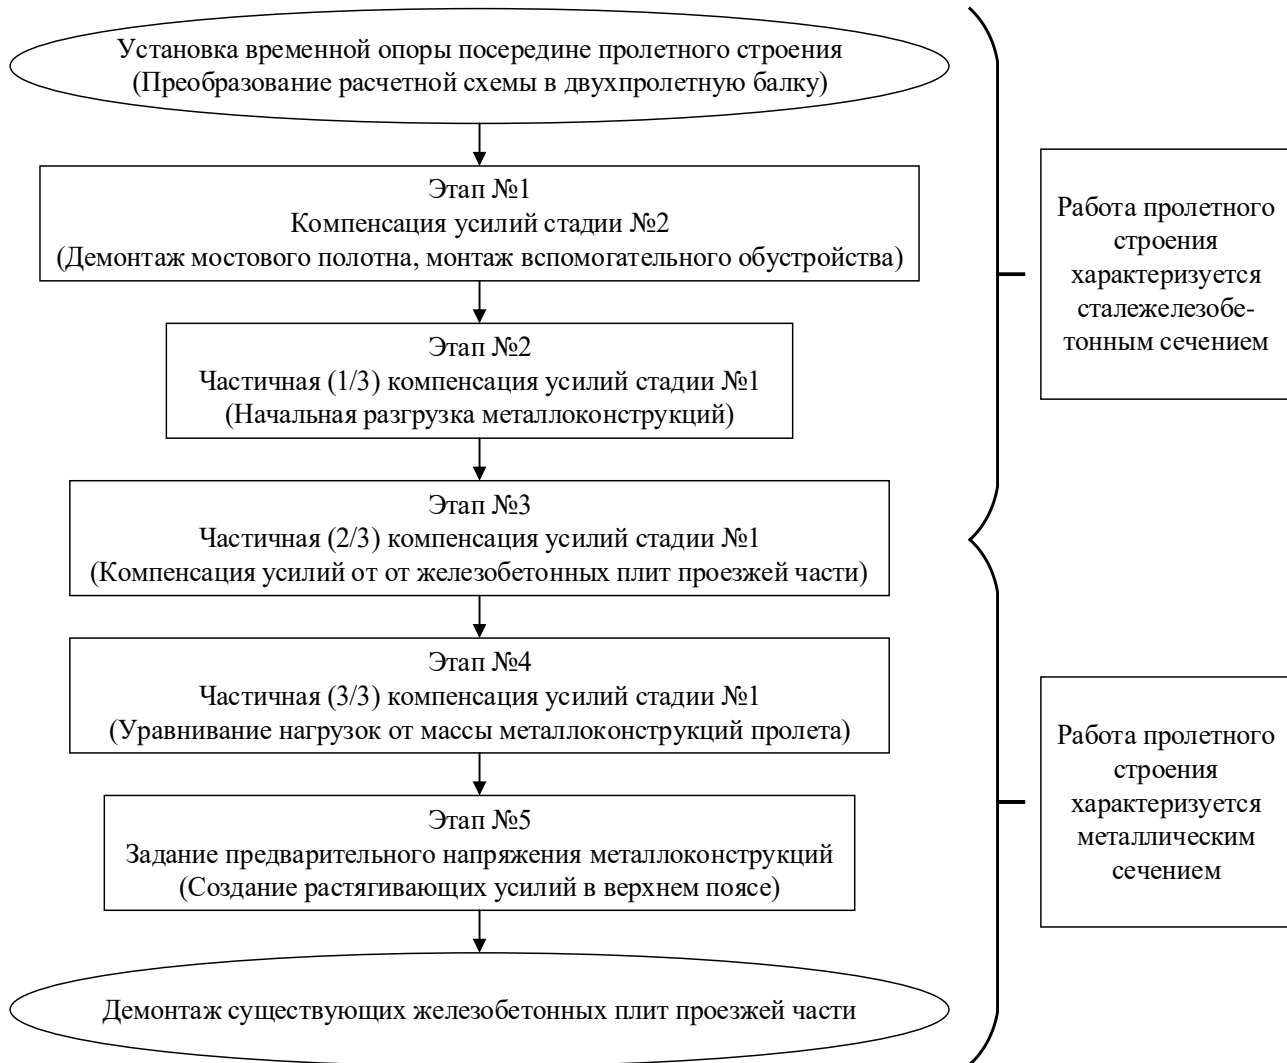 Установка временной опоры посередине пролетного строения
(Преобразование расчетной схемы в двухпролетную балку)
Этап №1
Компенсация усилий стадии №2
(Демонтаж мостового полотна, монтаж вспомогательного обустройства)
Этап №2
Частичная (1/3) компенсация усилий стадии №1
(Начальная разгрузка металлоконструкций)
Этап №3
Частичная (2/3) компенсация усилий стадии №1
(Компенсация усилий от от железобетонных плит проезжей части)
Этап №4
Частичная (3/3) компенсация усилий стадии №1
(Уравнивание нагрузок от массы металлоконструкций пролета)
Этап №5
Задание предварительного напряжения металлоконструкций
(Создание растягивающих усилий в верхнем поясе)
Демонтаж существующих железобетонных плит проезжей части
Работа пролетного
строения
характеризуется
сталежелезобе-
тонным сечением
Работа пролетного
строения
характеризуется
металлическим
сечением